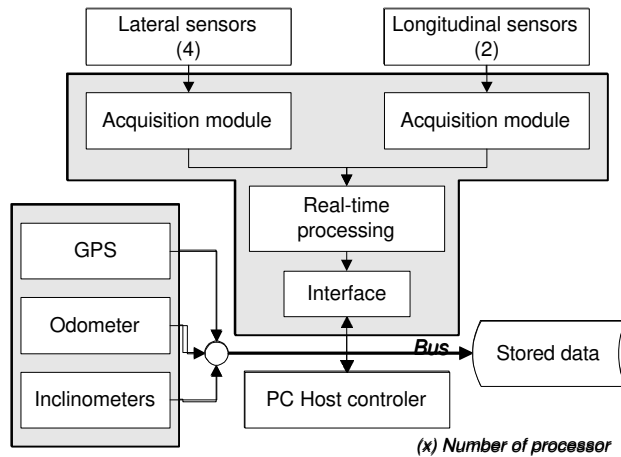 Lateral sensors
(4)
Longitudinal sensors
(2)
Acquisition module
Acquisition module
Real-time
processing
GPS
Interface
Odometer
Bus
Stored data
Inclinometers
PC Host controler
(x) Number of processor